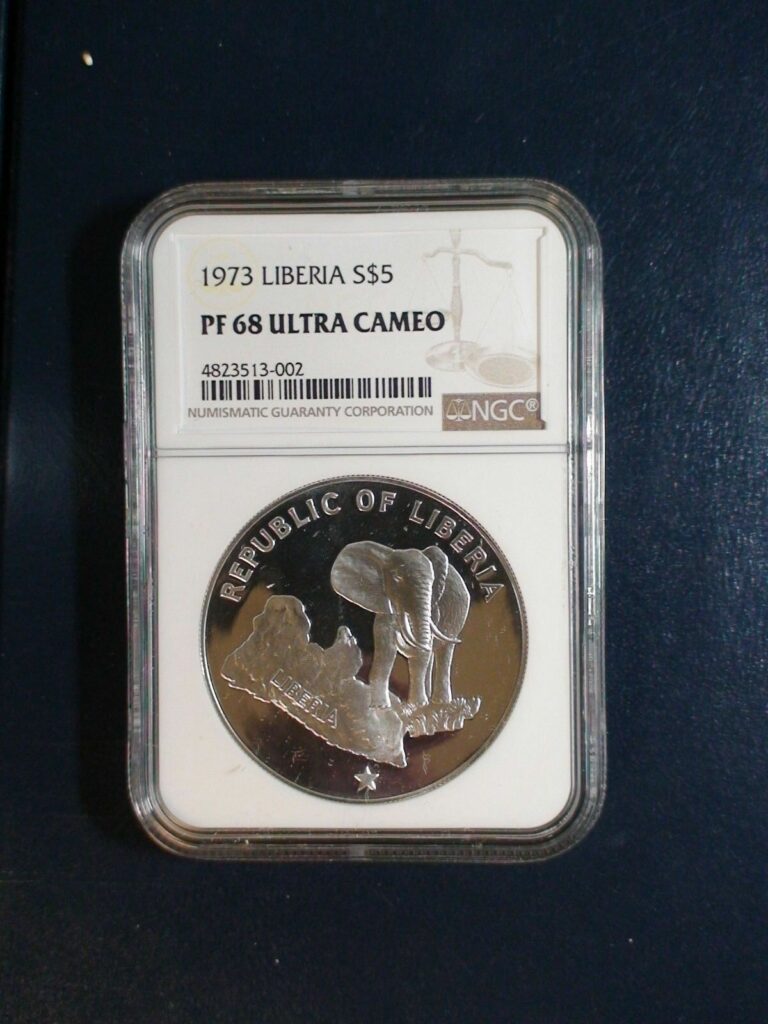 1973 LIBERIA S$5
PF 68 ULTRA CAMEO
4823513-002
NUMISMATIC GUARANTY CORPORATION
NGC®
REPUBLIC OF LIBERIA
LIBERIA